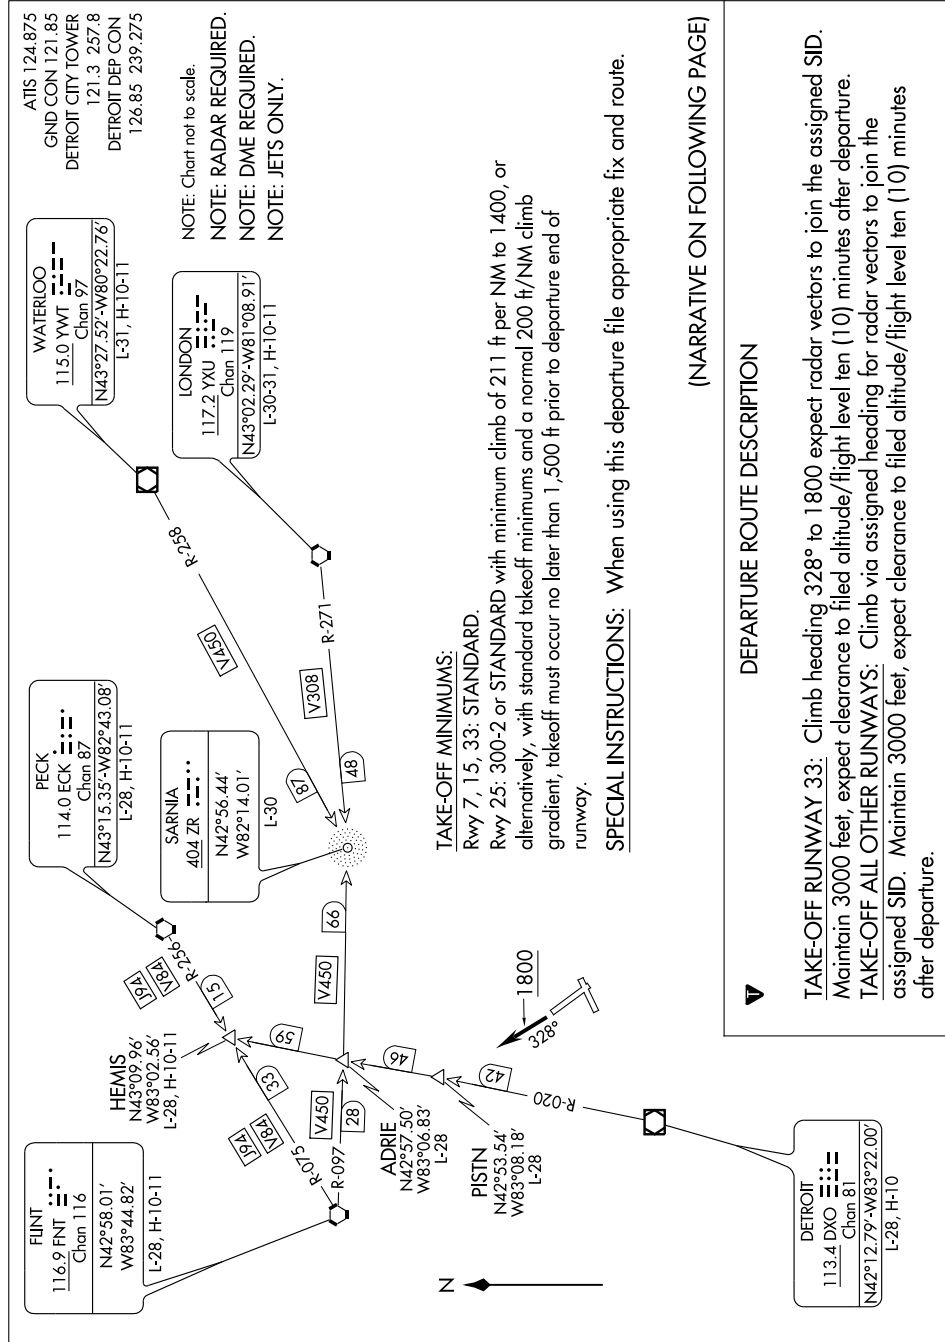 ATIS 124.875
GND CON 121.85
DETROIT CITY TOWER
121.3 257.8
DETROIT DEP CON
126.85 239.275
NOTE: Chart not to scale.
NOTE: RADAR REQUIRED.
NOTE: DME REQUIRED.
NOTE: JETS ONLY.
FLINT
116.9 FNT
Chan 116
N42°58.01'
W83°44.82'
L-28, H-10-11
HEMIS
N43°09.96'
W83°02.56'
L-28, H-10-11
PECK
114.0 ECK
Chan 87
N43°15.35'-W82°43.08'
L-28, H-10-11
SARNIA
404 ZR
N42°56.44'
W82°14.01'
L-30
WATERLOO
115.0 YWT
Chan 97
N43°27.52'-W80°22.76'
L-31, H-10-11
LONDON
117.2 YXU
Chan 119
N43°02.29'-W81°08.91'
L-30-31, H-10-11
J94
V84
R-256
15
J94
V84
R-075
33
59
V450
R-097
28
V450
66
V450
R-258
87
V308
R-271
48
ADRIE
N42°57.50'
W83°06.83'
L-28
46
PISTN
N42°53.54'
W83°08.18'
L-28
42
R-020
1800
328°
N
DETROIT
113.4 DXO
Chan 81
N42°12.79'-W83°22.00'
L-28, H-10
TAKE-OFF MINIMUMS:
Rwy 7, 15, 33: STANDARD.
Rwy 25: 300-2 or STANDARD with minimum climb of 211 ft per NM to 1400, or
alternatively, with standard takeoff minimums and a normal 200 ft/NM climb
gradient, takeoff must occur no later than 1,500 ft prior to departure end of
runway.
SPECIAL INSTRUCTIONS: When using this departure file appropriate fix and route.
(NARRATIVE ON FOLLOWING PAGE)
T
DEPARTURE ROUTE DESCRIPTION
TAKE-OFF RUNWAY 33: Climb heading 328° to 1800 expect radar vectors to join the assigned SID.
Maintain 3000 feet, expect clearance to filed altitude/flight level ten (10) minutes after departure.
TAKE-OFF ALL OTHER RUNWAYS: Climb via assigned heading for radar vectors to join the
assigned SID. Maintain 3000 feet, expect clearance to filed altitude/flight level ten (10) minutes
after departure.